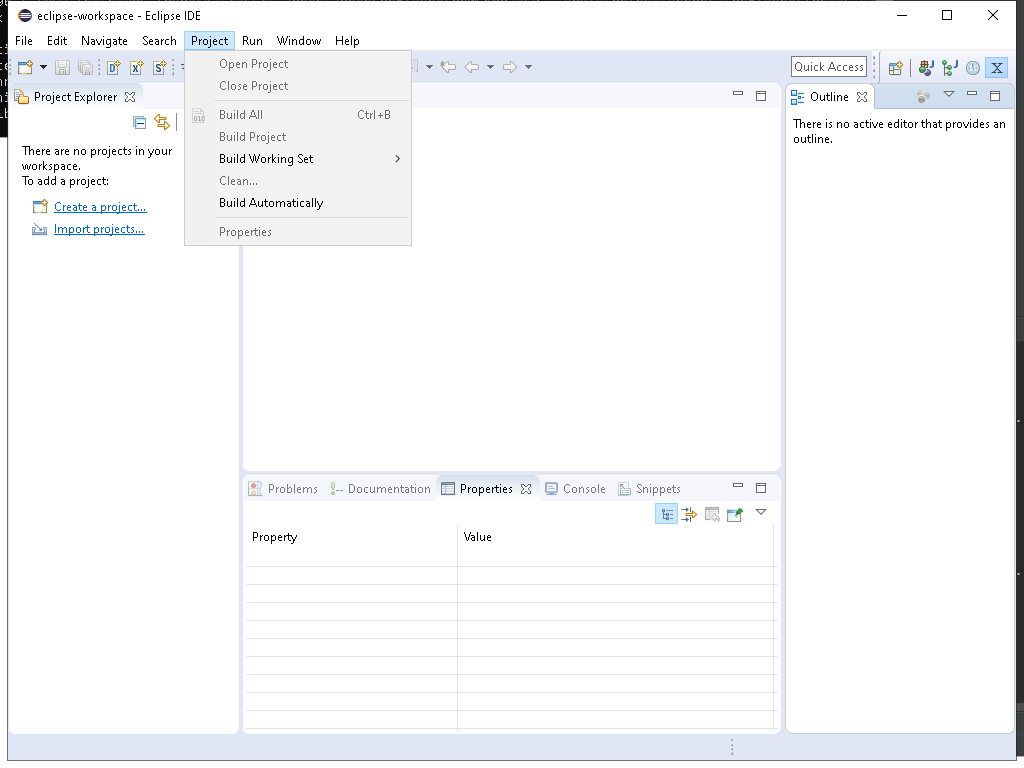 eclipse-workspace - Eclipse IDE
File Edit Navigate Search Project Run Window Help
Quick Access
Open Project
Close Project
Build All Ctrl+B
Build Project
Build Working Set
Clean...
Build Automatically
Properties
Project Explorer
There are no projects in your
workspace.
To add a project:
Create a project...
Import projects...
Outline
There is no active editor that provides an
outline.
Problems Documentation Properties Console Snippets
Property Value